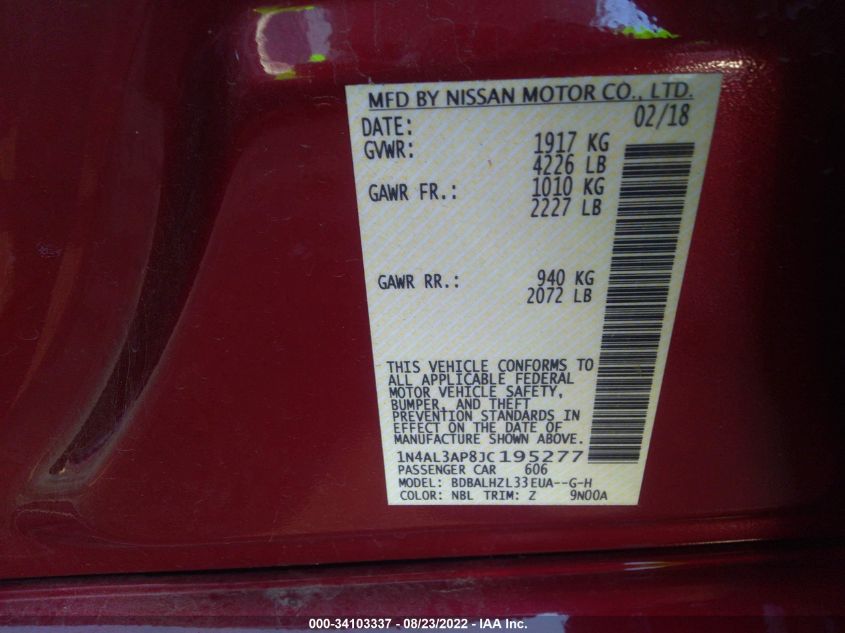 MFD BY NISSAN MOTOR CO., LTD.
DATE: 02/18
GVWR: 1917 KG
4226 LB
GAWR FR.: 1010 KG
2227 LB
GAWR RR.: 940 KG
2072 LB
THIS VEHICLE CONFORMS TO
ALL APPLICABLE FEDERAL
MOTOR VEHICLE SAFETY,
BUMPER, AND THEFT
PREVENTION STANDARDS IN
EFFECT ON THE DATE OF
MANUFACTURE SHOWN ABOVE.
1N4AL3AP8JC195277
PASSENGER CAR 606
MODEL: BDBALHZL33EUA--G-H
COLOR: NBL TRIM: Z 9N00A
000-34103337 - 08/23/2022 - IAA Inc.